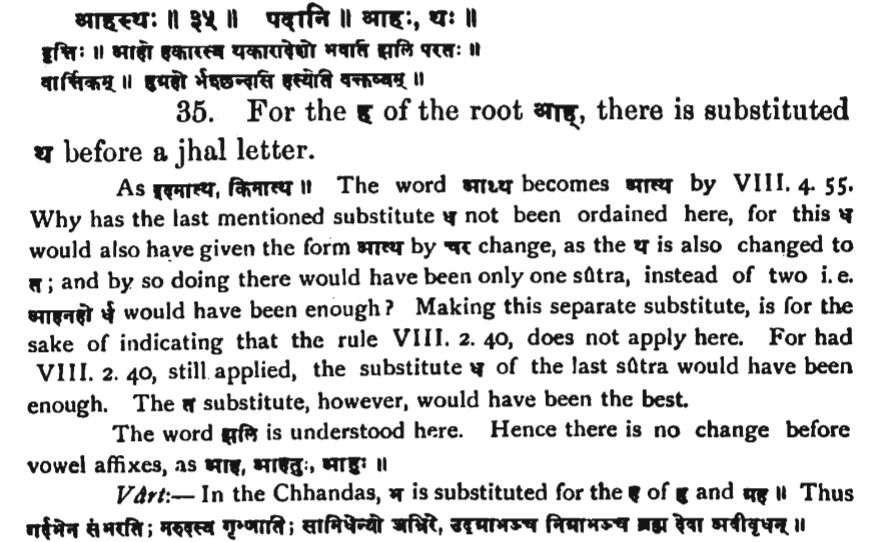 आहस्थः ॥ ३५ ॥ पदानि ॥ आहः, थः ॥
वृत्तिः ॥ आहो हकारस्य थकारादेशो भवति झलि परतः ॥
वार्त्तिकम् ॥ हृग्रहो र्भश्छन्दसि हस्येति वक्तव्यम् ॥
35. For the ह of the root आह्, there is substituted
थ before a jhal letter.
As इदमात्थ, किमात्थ ॥ The word आथ्थ becomes आत्थ by VIII. 4. 55.
Why has the last mentioned substitute ध not been ordained here, for this ध
would also have given the form आत्थ by चर change, as the थ is also changed to
त ; and by so doing there would have been only one sûtra, instead of two i. e.
आहनहो र्ध would have been enough? Making this separate substitute, is for the
sake of indicating that the rule VIII. 2. 40, does not apply here. For had
VIII. 2. 40, still applied, the substitute ध of the last sûtra would have been
enough. The त substitute, however, would have been the best.
The word झलि is understood here. Hence there is no change before
vowel affixes, as आह, आहतुः, आहुः ॥
Vârt:— In the Chhandas, भ is substituted for the ह of हृ and ग्रह ॥ Thus
गर्दभेन संभरति ; मरुदस्य गृभ्णाति ; सामिधेन्यो जभ्रिरे, उद्ग्राभञ्च निग्राभञ्च ब्रह्म देवा अवीवृधन् ॥